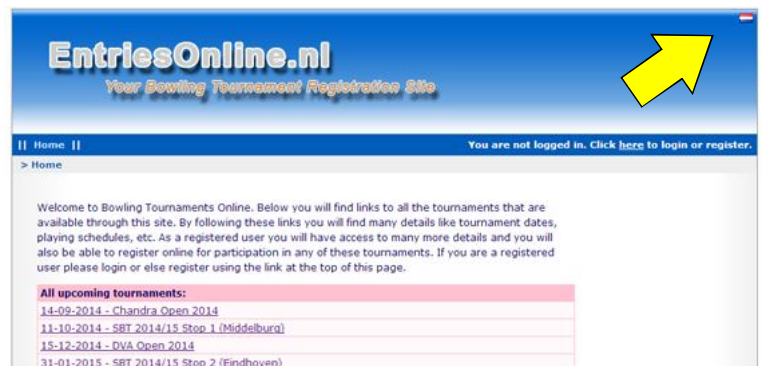 EntriesOnline.nl
Your Bowling Tournament Registration Site
|| Home ||
You are not logged in. Click here to login or register.
> Home
Welcome to Bowling Tournaments Online. Below you will find links to all the tournaments that are
available through this site. By following these links you will find many details like tournament dates,
playing schedules, etc. As a registered user you will have access to many more details and you will
also be able to register online for participation in any of these tournaments. If you are a registered
user please login or else register using the link at the top of this page.
All upcoming tournaments:
14-09-2014 - Chandra Open 2014
11-10-2014 - SBT 2014/15 Stop 1 (Middelburg)
15-12-2014 - DVA Open 2014
31-01-2015 - SBT 2014/15 Stop 2 (Eindhoven)